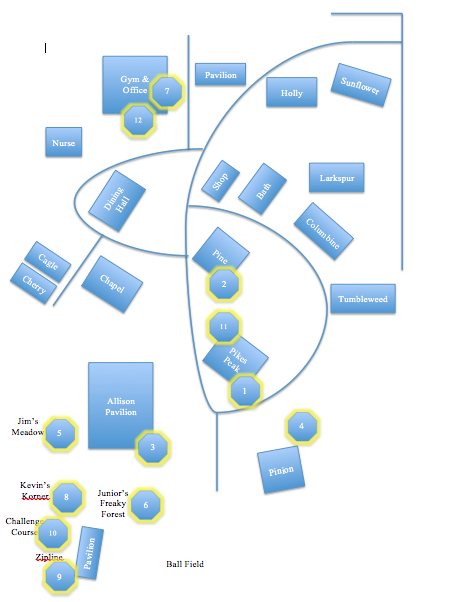 Gym &
Office
7
12
Pavilion
Holly
Sunflower
Nurse
Shop
Bath
Larkspur
Dining
Hall
Columbine
Cagle
Cherry
Chapel
Pine
2
Tumbleweed
11
Pikes
Peak
1
Allison
Pavilion
3
Jim's
Meadow
5
4
Pinjon
Kevin's
Korner
8
Junior's
Freaky
Forest
6
Challenge
Course
10
Pavilion
Zipline
9
Ball Field